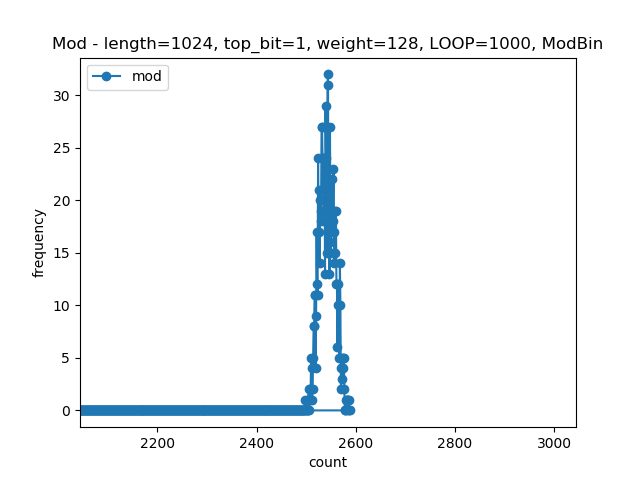 Mod - length=1024, top_bit=1, weight=128, LOOP=1000, ModBin
mod
30
25
20
15
10
5
0
frequency
2200 2400 2600 2800 3000
count